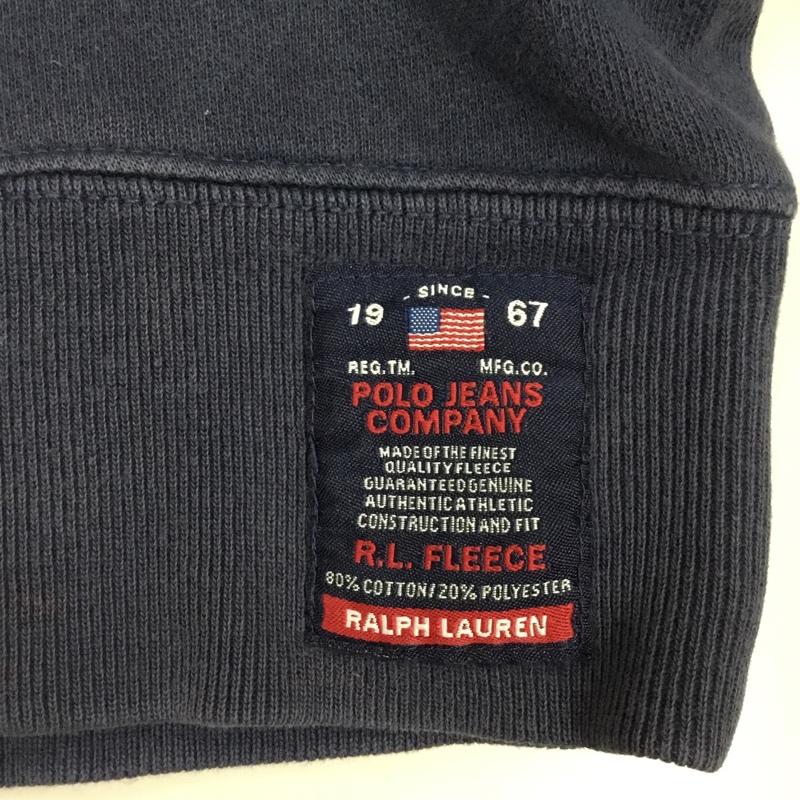 - SINCE -
19 67
REG.TM. MFG.CO.
POLO JEANS
COMPANY
MADE OF THE FINEST
QUALITY FLEECE
GUARANTEED GENUINE
AUTHENTIC ATHLETIC
CONSTRUCTION AND FIT
R.L. FLEECE
80% COTTON/20% POLYESTER
RALPH LAUREN